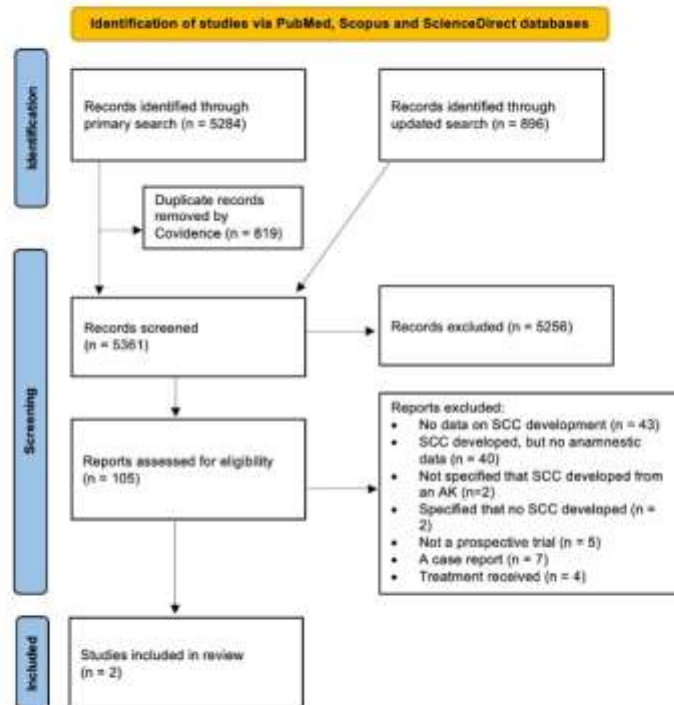 Identification of studies via PubMed, Scopus and ScienceDirect databases
Identification
Records identified through
primary search (n = 5284)
Records identified through
updated search (n = 896)
Duplicate records
removed by
Covidence (n = 819)
Screening
Records screened
(n = 5361)
Records excluded (n = 5256)
Reports assessed for eligibility
(n = 105)
Reports excluded:
• No data on SCC development (n = 43)
• SCC developed, but no anamnestic
data (n = 40)
• Not specified that SCC developed from
an AK (n=2)
• Specified that no SCC developed (n =
2)
• Not a prospective trial (n = 5)
• A case report (n = 7)
• Treatment received (n = 4)
Included
Studies included in review
(n = 2)